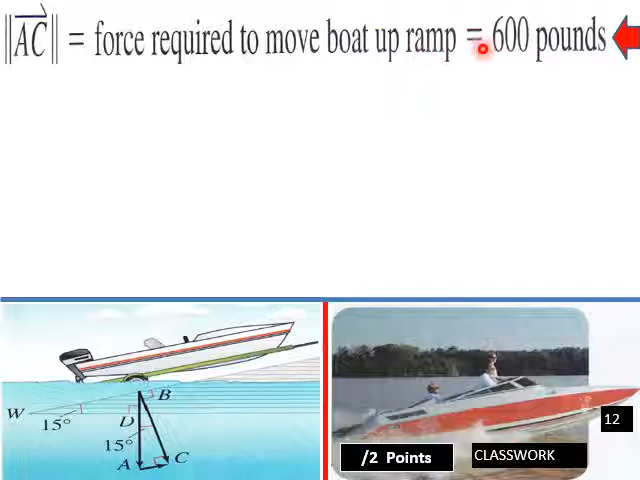 ||AC|| = force required to move boat up ramp = 600 pounds
W
15°
B
D
15°
A
C
12
/2 Points
CLASSWORK